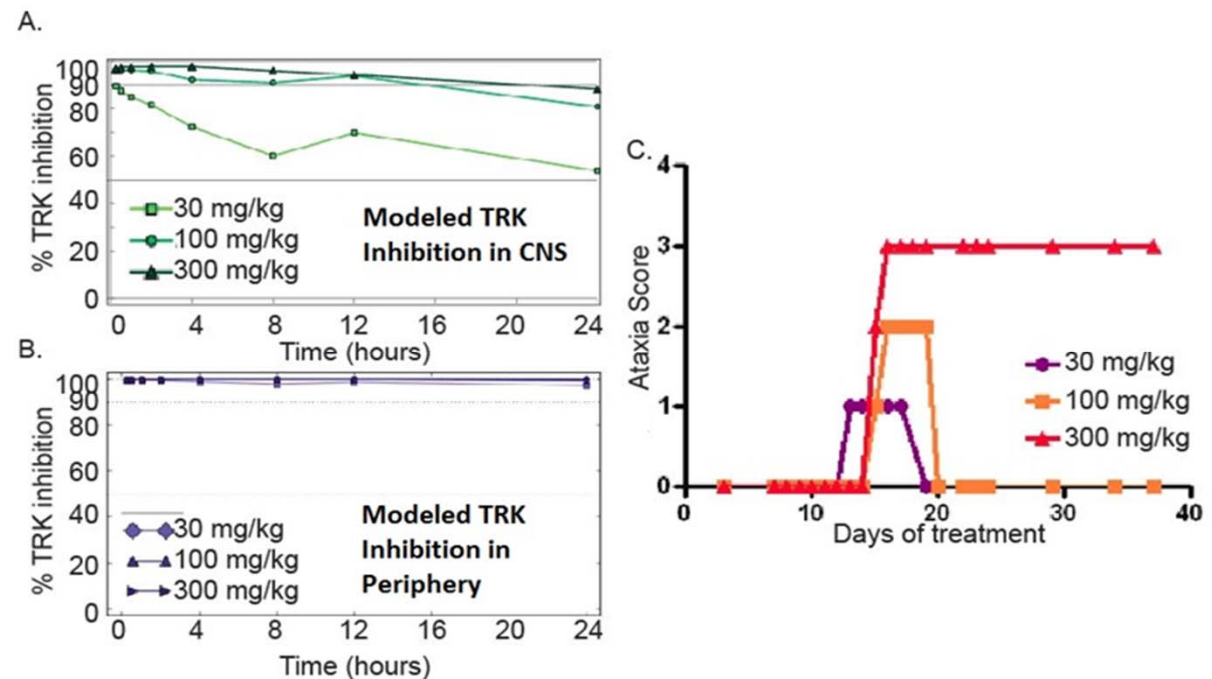 A.
% TRK inhibition
100
90
80
60
40
20
0
30 mg/kg
100 mg/kg
300 mg/kg
Modeled TRK
Inhibition in CNS
0 4 8 12 16 20 24
Time (hours)
B.
% TRK inhibition
100
90
80
60
40
20
0
30 mg/kg
100 mg/kg
300 mg/kg
Modeled TRK
Inhibition in
Periphery
0 4 8 12 16 20 24
Time (hours)
C.
Ataxia Score
4
3
2
1
0
30 mg/kg
100 mg/kg
300 mg/kg
0 10 20 30 40
Days of treatment